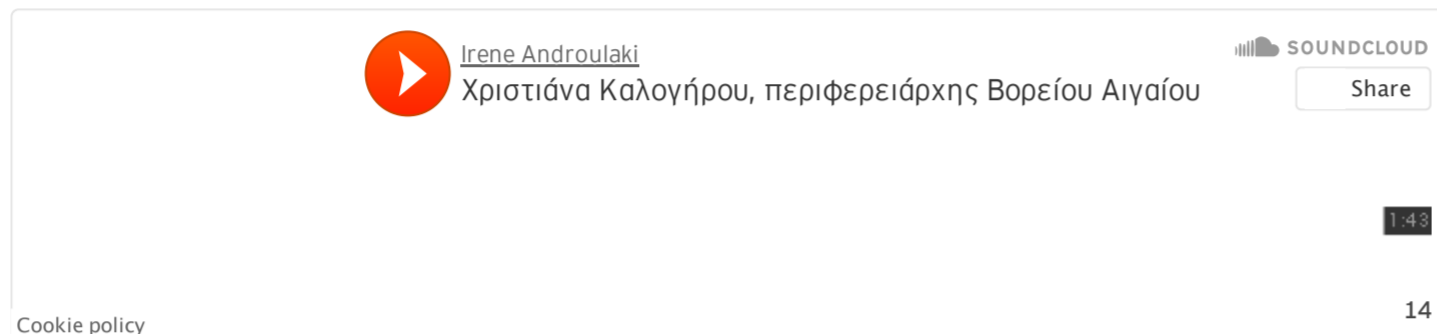 Irene Androulaki
SOUNDCLOUD
Χριστιάνα Καλογήρου, περιφερειάρχης Βορείου Αιγαίου
Share
1:43
14
Cookie policy